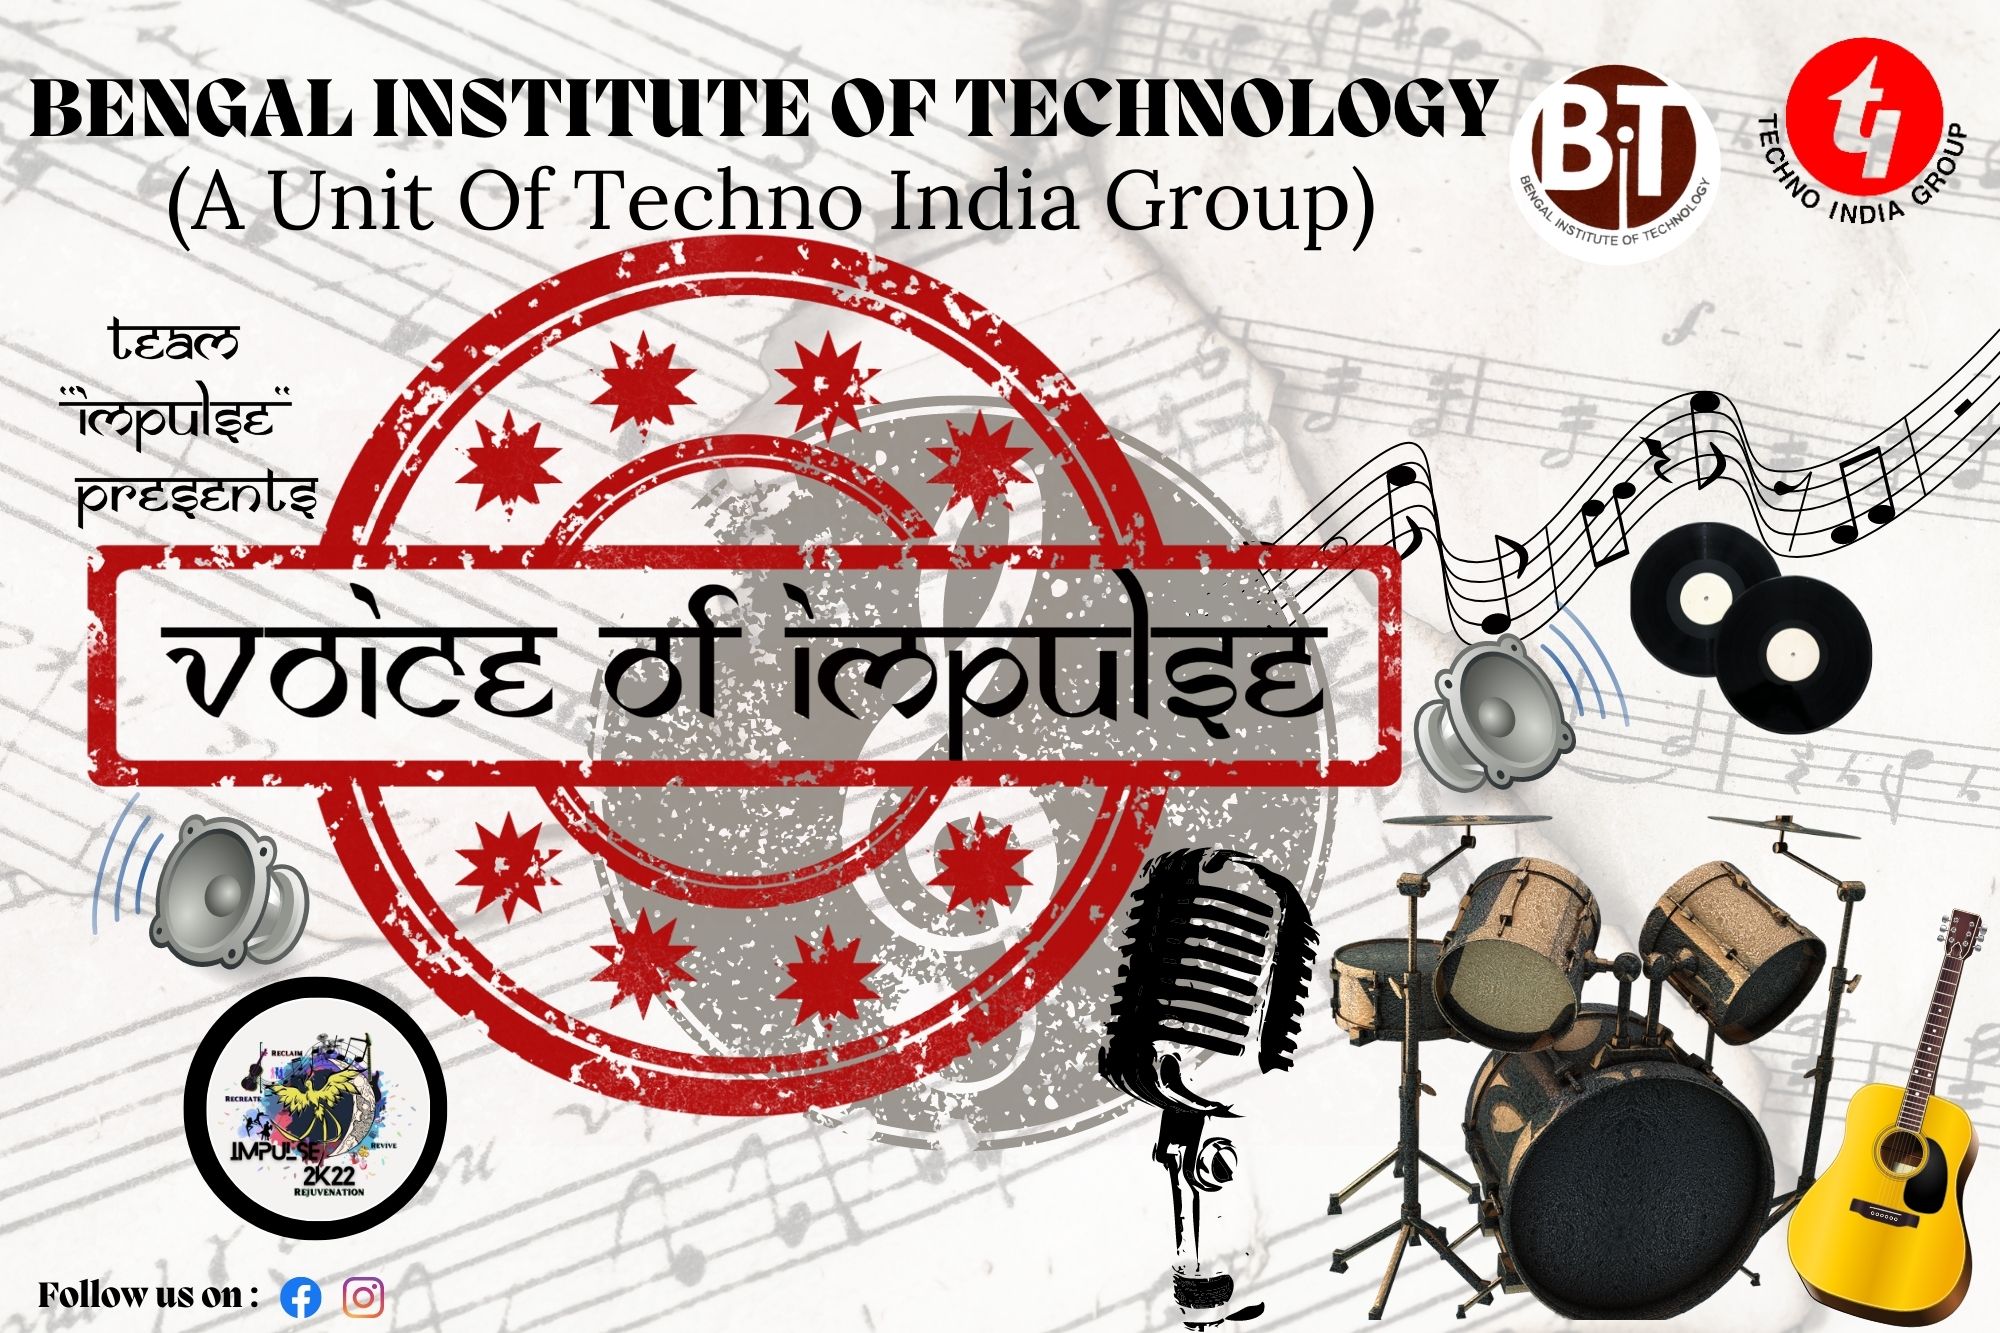 BENGAL INSTITUTE OF TECHNOLOGY
(A Unit Of Techno India Group)
BiT
BENGAL INSTITUTE OF TECHNOLOGY
TECHNO INDIA GROUP
team
"impulse"
presents
voice of impulse
RECLAIM
RECREATE
REVIVE
IMPULSE
2K22
REJUVENATION
Follow us on :